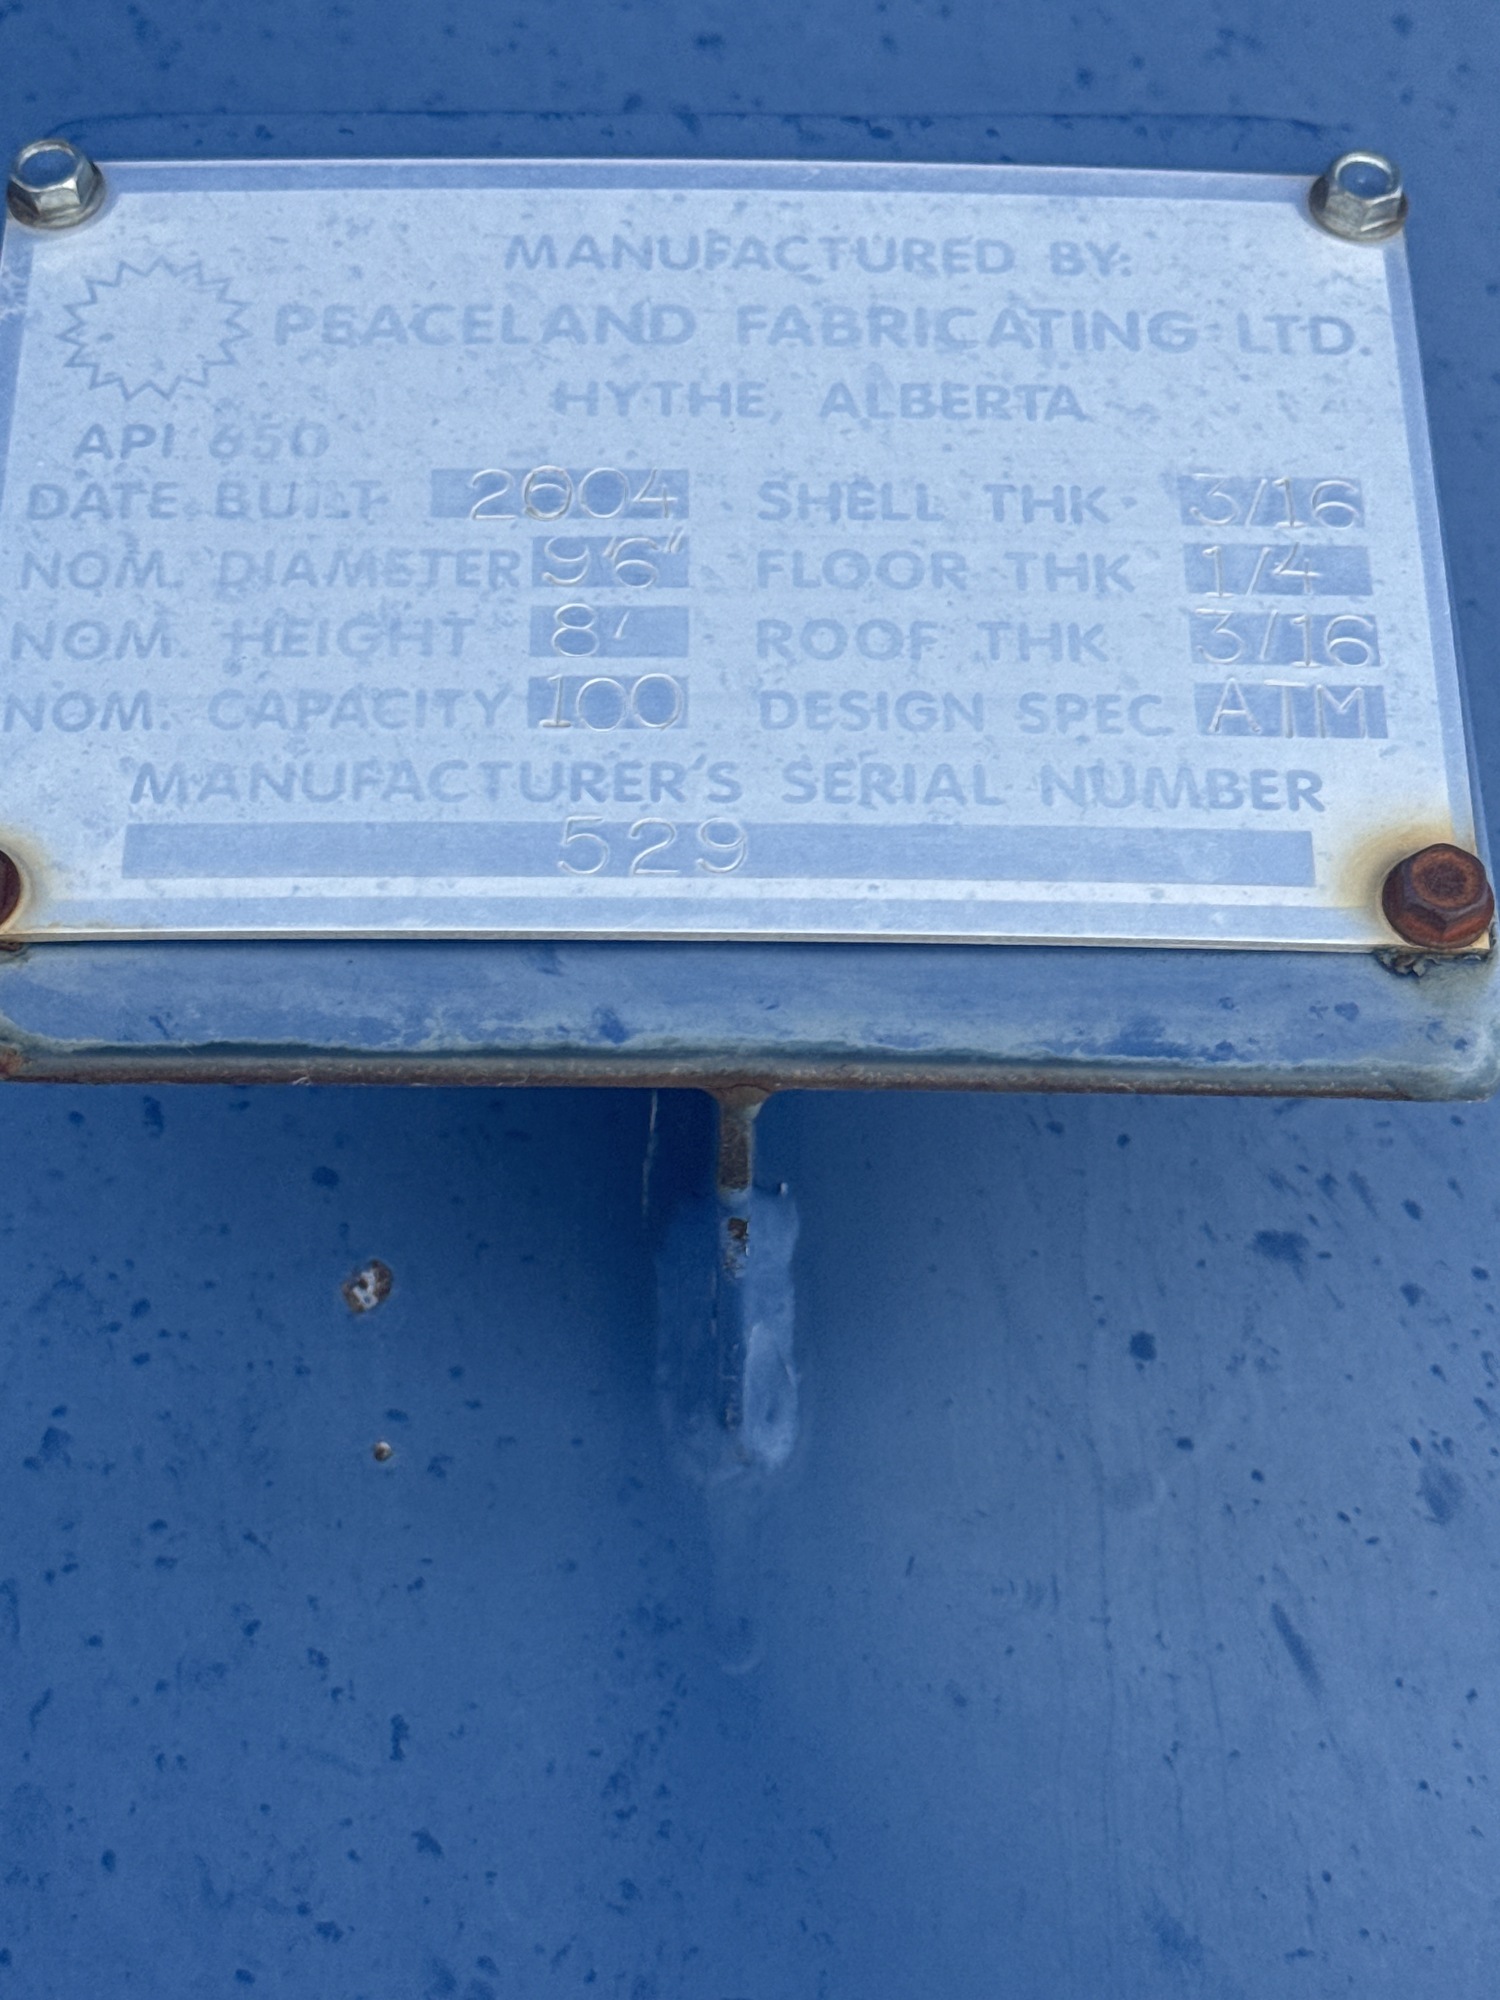 MANUFACTURED BY:
PEACELAND FABRICATING LTD.
HYTHE, ALBERTA
API 650
DATE BUILT 2004 SHELL THK 3/16
NOM. DIAMETER 9'6" FLOOR THK 1/4
NOM. HEIGHT 8' ROOF THK 3/16
NOM. CAPACITY 100 DESIGN SPEC ATM
MANUFACTURER'S SERIAL NUMBER
529